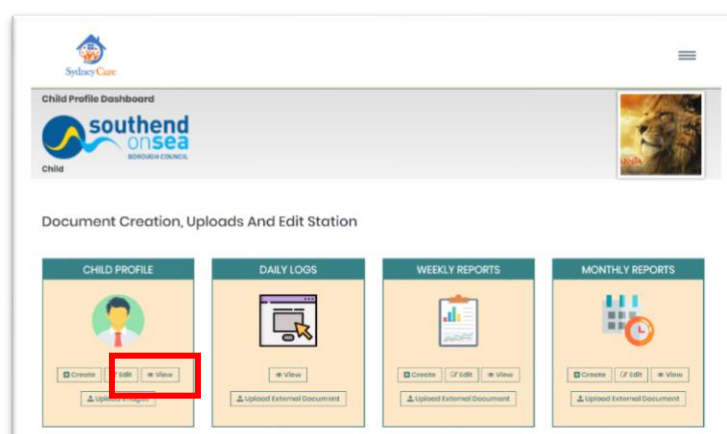 Sydney Care
Child Profile Dashboard
southend
onsea
BOROUGH COUNCIL
Child
Document Creation, Uploads And Edit Station
CHILD PROFILE DAILY LOGS WEEKLY REPORTS MONTHLY REPORTS
Create Edit View View Create Edit View Create Edit View
Upload Images Upload External Document Upload External Document Upload External Document